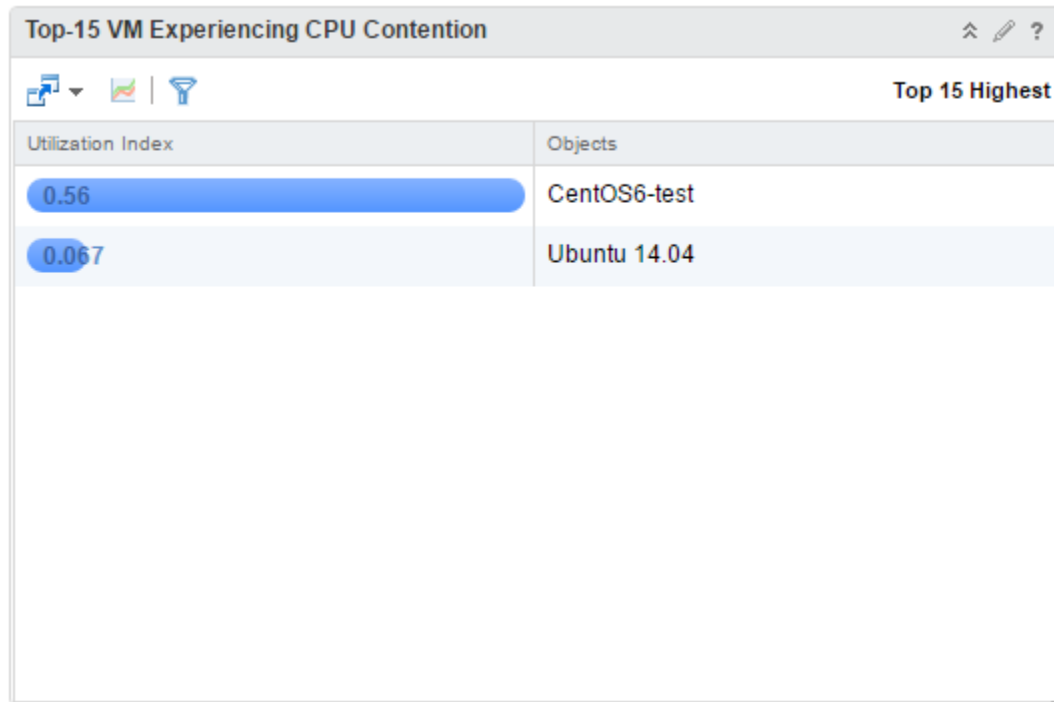 Top-15 VM Experiencing CPU Contention ?
Top 15 Highest
Utilization Index Objects
0.56 CentOS6-test
0.067 Ubuntu 14.04